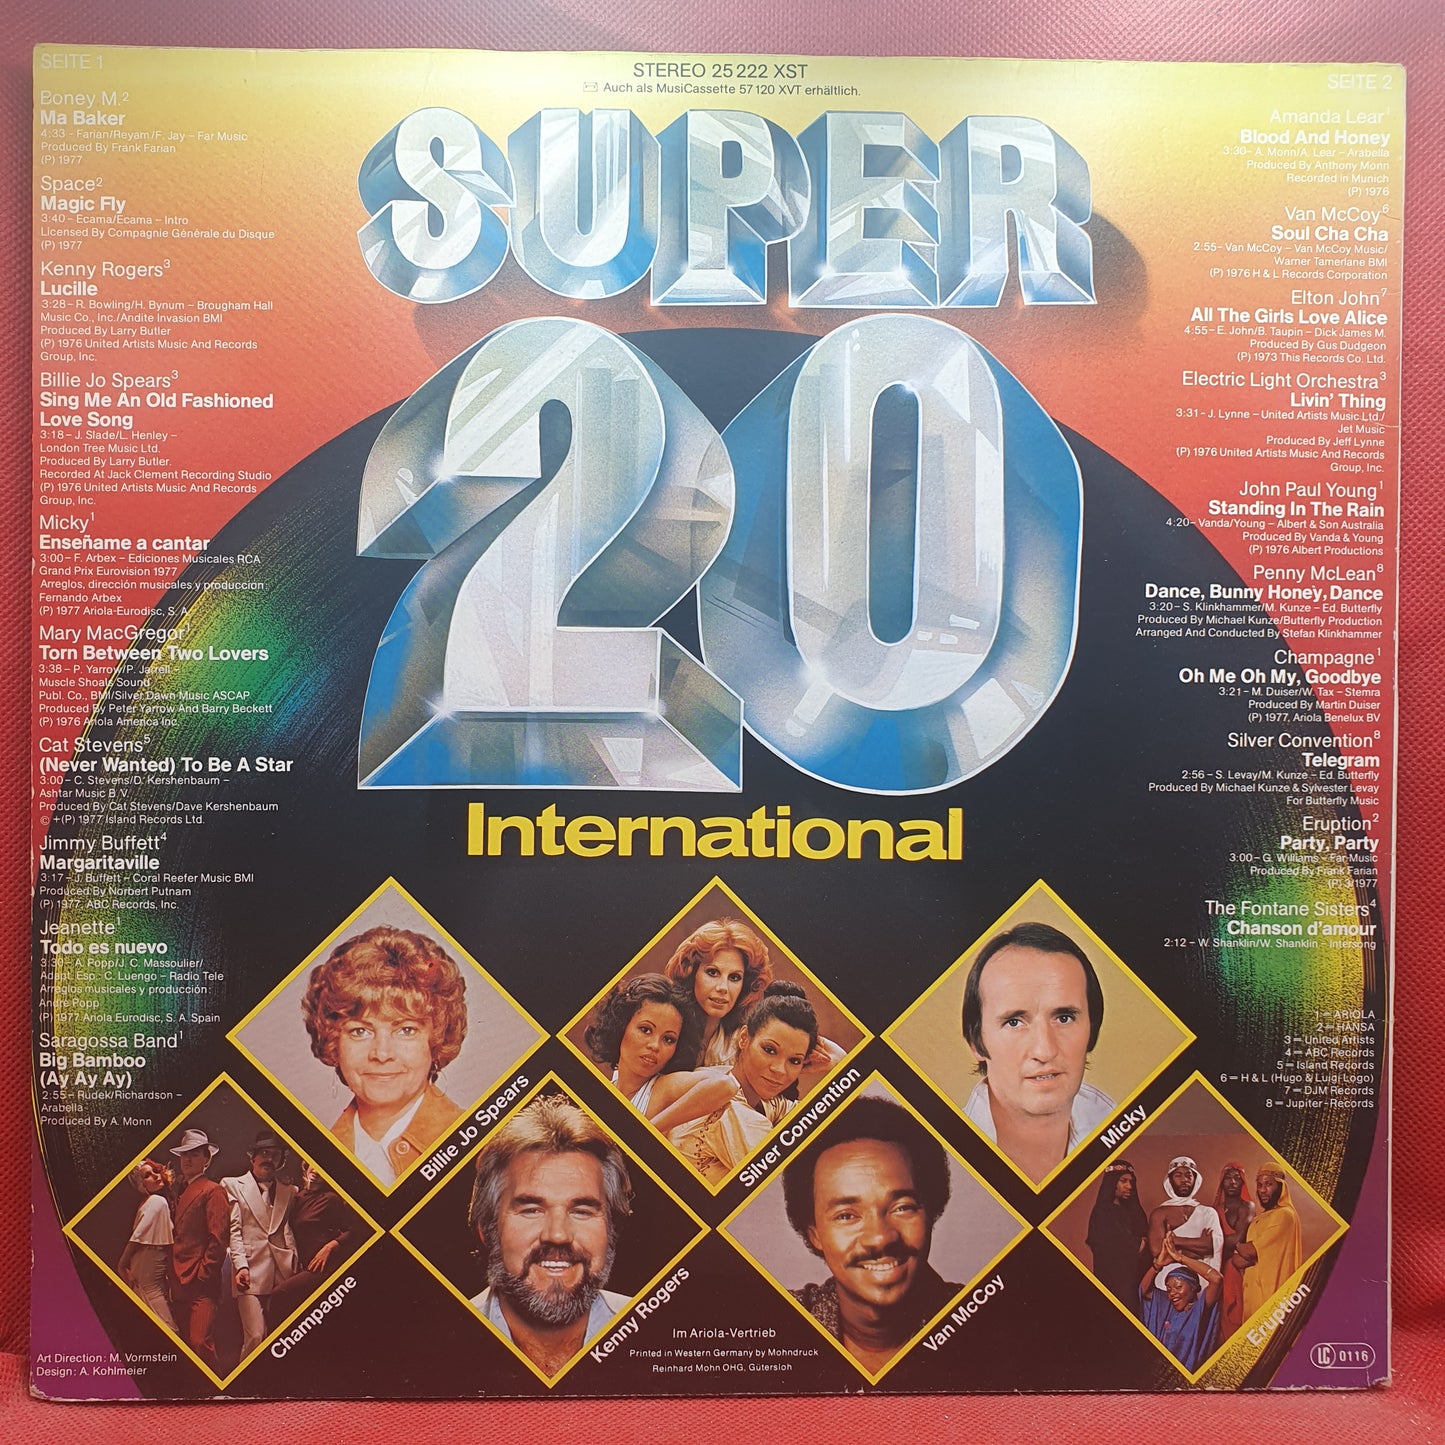 STEREO 25 222 XST
Auch als MusiCassette 57 120 XVT erhältlich.
SUPER
20
International
SEITE 1
Boney M.²
Ma Baker
4:33 – Farian/Reyam/F. Jay – Far Music
Produced By Frank Farian
(P) 1977
Space²
Magic Fly
3:40 – Ecama/Ecama – Intro
Licensed By Compagnie Générale du Disque
(P) 1977
Kenny Rogers³
Lucille
3:28 – R. Bowling/H. Bynum – Brougham Hall
Music Co., Inc./Andite Invasion BMI
Produced By Larry Butler
(P) 1976 United Artists Music And Records
Group, Inc.
Billie Jo Spears³
Sing Me An Old Fashioned
Love Song
3:18 – J. Slade/L. Henley –
London Tree Music Ltd.
Produced By Larry Butler.
Recorded At Jack Clement Recording Studio
(P) 1976 United Artists Music And Records
Group, Inc.
Micky¹
Enseñame a cantar
3:00 – F. Arbex – Ediciones Musicales RCA
Grand Prix Eurovision 1977
Arreglos, dirección musicales y producción:
Fernando Arbex
(P) 1977 Ariola-Eurodisc, S. A.
Mary MacGregor¹
Torn Between Two Lovers
3:38 – P. Yarrow/P. Jarrell –
Muscle Shoals Sound
Publ. Co., BMI/Silver Dawn Music ASCAP
Produced By Peter Yarrow And Barry Beckett
(P) 1976 Ariola America Inc.
Cat Stevens⁵
(Never Wanted) To Be A Star
3:00 – C. Stevens/D. Kershenbaum –
Ashtar Music B.V.
Produced By Cat Stevens/Dave Kershenbaum
© + (P) 1977 Island Records Ltd.
Jimmy Buffett⁴
Margaritaville
3:17 – J. Buffett – Coral Reefer Music BMI
Produced By Norbert Putnam
(P) 1977, ABC Records, Inc.
Jeanette¹
Todo es nuevo
3:30 – A. Popp/J. C. Massoulier/
Adapt. Esp.: C. Luengo – Radio Tele
Arreglos musicales y producción:
André Popp
(P) 1977 Ariola Eurodisc, S. A. Spain
Saragossa Band¹
Big Bamboo
(Ay Ay Ay)
2:55 – Rudek/Richardson –
Arabella
Produced By A. Monn
SEITE 2
Amanda Lear¹
Blood And Honey
3:30 – A. Monn/A. Lear – Arabella
Produced By Anthony Monn
Recorded in Munich
(P) 1976
Van McCoy⁶
Soul Cha Cha
2:55 – Van McCoy – Van McCoy Music/
Warner Tamerlane BMI
(P) 1976 H & L Records Corporation
Elton John⁷
All The Girls Love Alice
4:55 – E. John/B. Taupin – Dick James M.
Produced By Gus Dudgeon
(P) 1973 This Records Co. Ltd.
Electric Light Orchestra³
Livin' Thing
3:31 – J. Lynne – United Artists Music Ltd./
Jet Music
Produced By Jeff Lynne
(P) 1976 United Artists Music And Records
Group, Inc.
John Paul Young¹
Standing In The Rain
4:20 – Vanda/Young – Albert & Son Australia
Produced By Vanda & Young
(P) 1976 Albert Productions
Penny McLean⁸
Dance, Bunny Honey, Dance
3:20 – S. Klinkhammer/M. Kunze – Ed. Butterfly
Produced By Michael Kunze/Butterfly Production
Arranged And Conducted By Stefan Klinkhammer
Champagne¹
Oh Me Oh My, Goodbye
3:21 – M. Duiser/W. Tax – Stemra
Produced By Martin Duiser
(P) 1977, Ariola Benelux BV
Silver Convention⁸
Telegram
2:56 – S. Levay/M. Kunze – Ed. Butterfly
Produced By Michael Kunze & Sylvester Levay
For Butterfly Music
Eruption²
Party, Party
3:00 – G. Williams – Far Music
Produced By Frank Farian
(P) 3/1977
The Fontane Sisters⁴
Chanson d'amour
2:12 – W. Shanklin/W. Shanklin – Intersong
1 = ARIOLA
2 = HANSA
3 = United Artists
4 = ABC Records
5 = Island Records
6 = H & L (Hugo & Luigi-Logo)
7 = DJM Records
8 = Jupiter-Records
Billie Jo Spears
Silver Convention
Micky
Champagne
Kenny Rogers
Van McCoy
Eruption
Im Ariola-Vertrieb
Printed in Western Germany by Mohndruck
Reinhard Mohn OHG, Gütersloh
Art Direction: M. Vormstein
Design: A. Kohlmeier
LC 0116